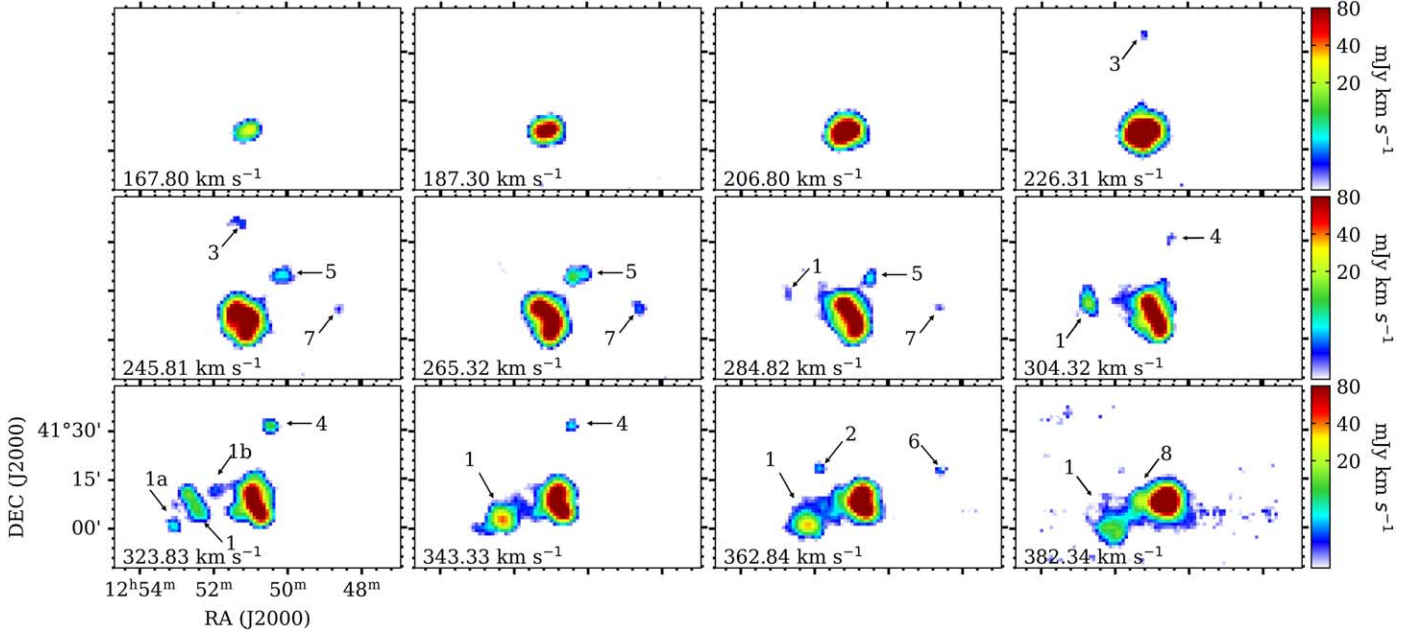 80
40
20
mJy km s⁻¹
3
167.80 km s⁻¹
187.30 km s⁻¹
206.80 km s⁻¹
226.31 km s⁻¹
80
40
20
mJy km s⁻¹
3
5
7
245.81 km s⁻¹
5
7
265.32 km s⁻¹
1
5
7
284.82 km s⁻¹
4
1
304.32 km s⁻¹
80
40
20
mJy km s⁻¹
DEC (J2000)
41°30'
15'
00'
4
1b
1a
1
323.83 km s⁻¹
4
1
343.33 km s⁻¹
2
1
6
362.84 km s⁻¹
8
1
382.34 km s⁻¹
12ʰ54ᵐ 52ᵐ 50ᵐ 48ᵐ
RA (J2000)